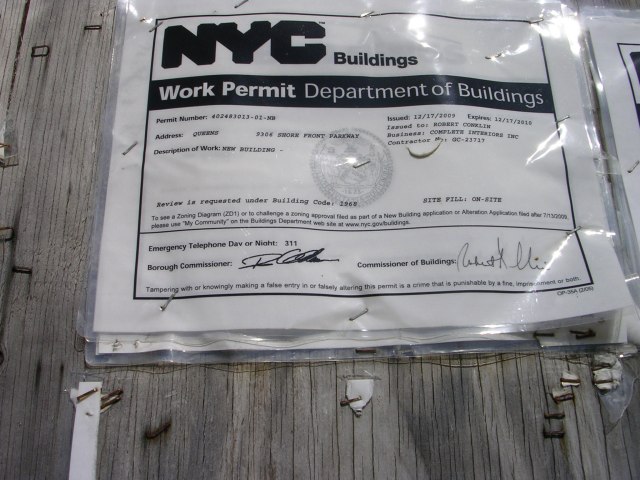 NYC Buildings
Work Permit Department of Buildings
Permit Number: 402483013-01-NB
Issued: 12/17/2009 Expires: 12/17/2010
Address: QUEENS 9306 SHORE FRONT PARKWAY
Issued to: ROBERT CONKLIN
Business: COMPLETE INTERIORS INC
Contractor No: GC-23717
Description of Work: NEW BUILDING -
Review is requested under Building Code: 1968 SITE FILL: ON-SITE
To see a Zoning Diagram (ZD1) or to challenge a zoning approval filed as part of a New Building application or Alteration Application filed after 7/13/2009,
please use "My Community" on the Buildings Department web site at www.nyc.gov/buildings.
Emergency Telephone Day or Night: 311
Borough Commissioner: Commissioner of Buildings:
Tampering with or knowingly making a false entry in or falsely altering this permit is a crime that is punishable by a fine, imprisonment or both.